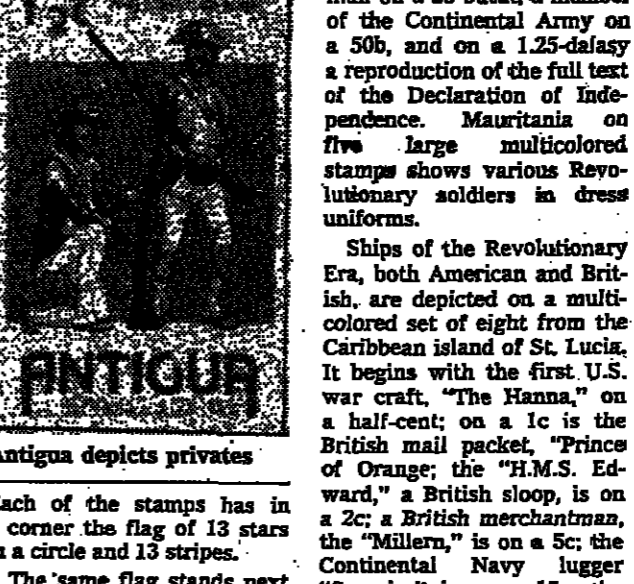 ½c
ANTIGUA
Antigua depicts privates
Each of the stamps has in
corner the flag of 13 stars
a circle and 13 stripes.
The same flag stands next
of the Continental Army on
a 50b, and on a 1.25-dalasy
a reproduction of the full text
of the Declaration of Inde-
pendence. Mauritania on
five large multicolored
stamps shows various Revo-
lutionary soldiers in dress
uniforms.
Ships of the Revolutionary
Era, both American and Brit-
ish, are depicted on a multi-
colored set of eight from the
Caribbean island of St. Lucia.
It begins with the first U.S.
war craft, "The Hanna," on
a half-cent; on a 1c is the
British mail packet, "Prince
of Orange; the "H.M.S. Ed-
ward," a British sloop, is on
a 2c; a British merchantman,
the "Millern," is on a 5c; the
Continental Navy lugger